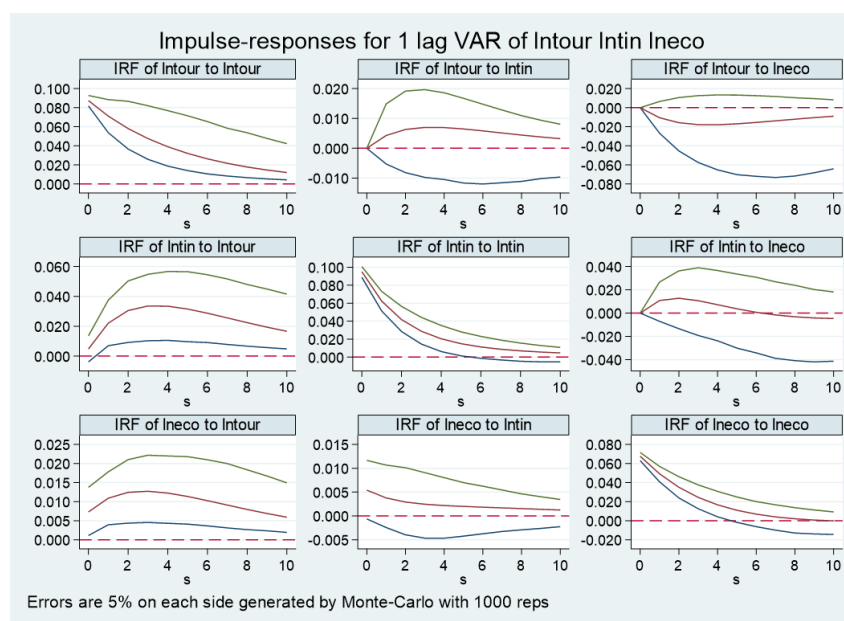 Impulse-responses for 1 lag VAR of lntour lntin lneco
IRF of lntour to lntour
0.100
0.080
0.060
0.040
0.020
0.000
0 2 4 6 8 10
s
IRF of lntour to lntin
0.020
0.010
0.000
-0.010
0 2 4 6 8 10
s
IRF of lntour to lneco
0.020
0.000
-0.020
-0.040
-0.060
-0.080
0 2 4 6 8 10
s
IRF of lntin to lntour
0.060
0.040
0.020
0.000
0 2 4 6 8 10
s
IRF of lntin to lntin
0.100
0.080
0.060
0.040
0.020
0.000
0 2 4 6 8 10
s
IRF of lntin to lneco
0.040
0.020
0.000
-0.020
-0.040
0 2 4 6 8 10
s
IRF of lneco to lntour
0.025
0.020
0.015
0.010
0.005
0.000
0 2 4 6 8 10
s
IRF of lneco to lntin
0.015
0.010
0.005
0.000
-0.005
0 2 4 6 8 10
s
IRF of lneco to lneco
0.080
0.060
0.040
0.020
0.000
-0.020
0 2 4 6 8 10
s
Errors are 5% on each side generated by Monte-Carlo with 1000 reps